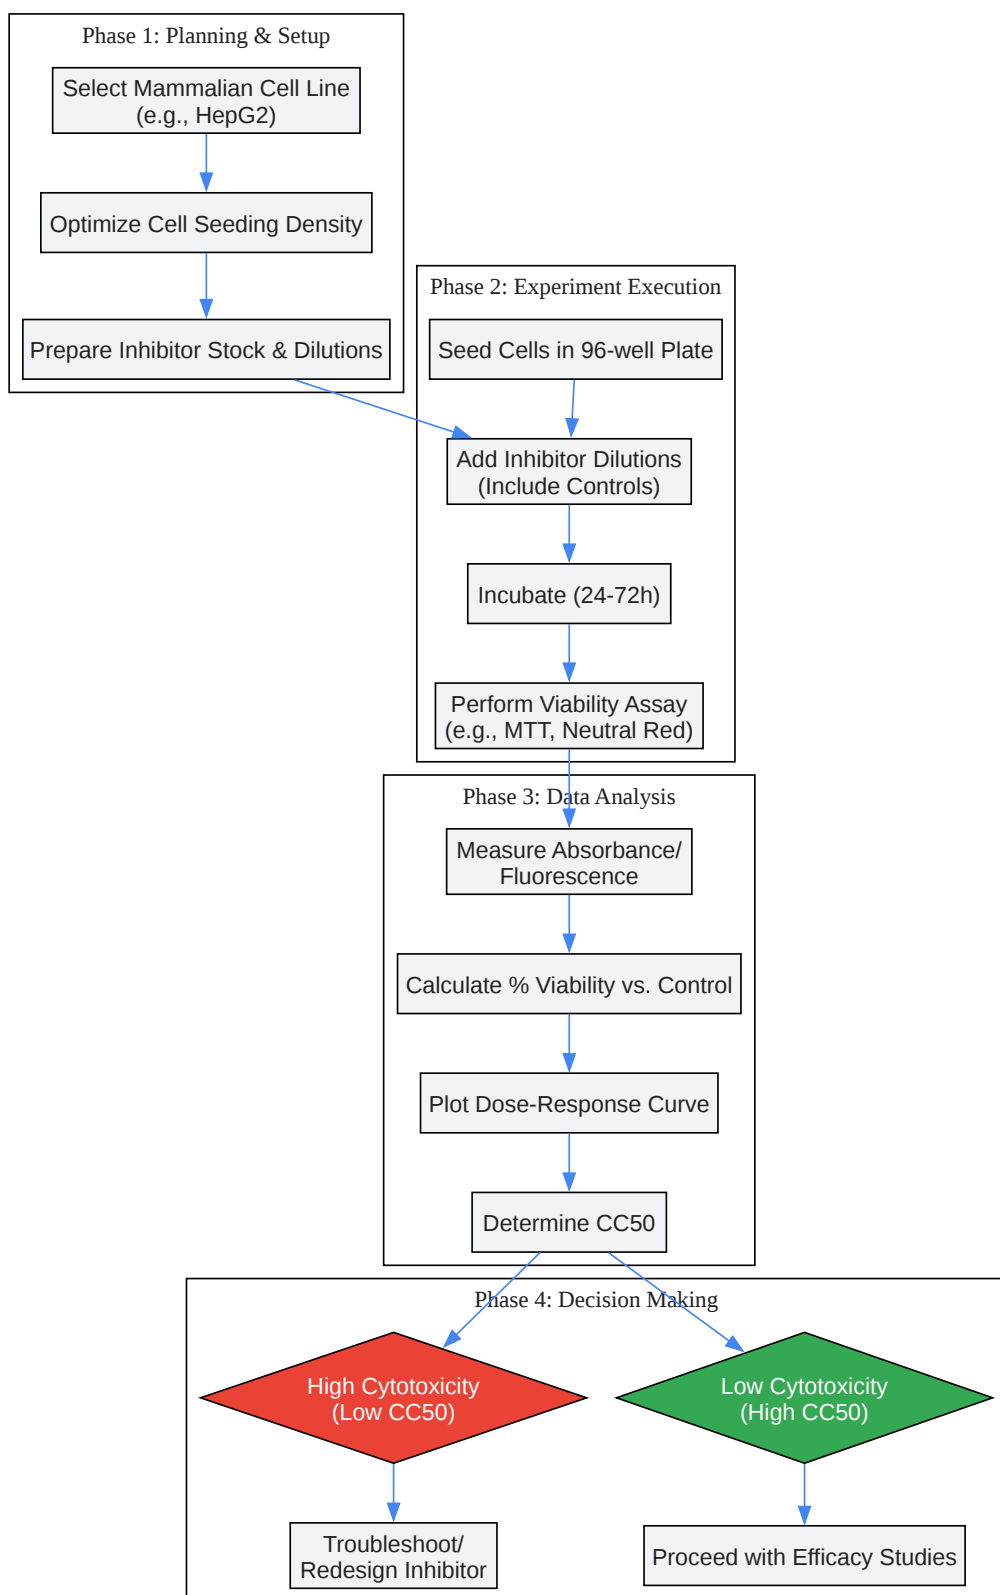 Phase 1: Planning & Setup
Select Mammalian Cell Line
(e.g., HepG2)
Optimize Cell Seeding Density
Prepare Inhibitor Stock & Dilutions
Phase 2: Experiment Execution
Seed Cells in 96-well Plate
Add Inhibitor Dilutions
(Include Controls)
Incubate (24-72h)
Perform Viability Assay
(e.g., MTT, Neutral Red)
Phase 3: Data Analysis
Measure Absorbance/
Fluorescence
Calculate % Viability vs. Control
Plot Dose-Response Curve
Determine CC50
Phase 4: Decision Making
High Cytotoxicity
(Low CC50)
Low Cytotoxicity
(High CC50)
Troubleshoot/
Redesign Inhibitor
Proceed with Efficacy Studies